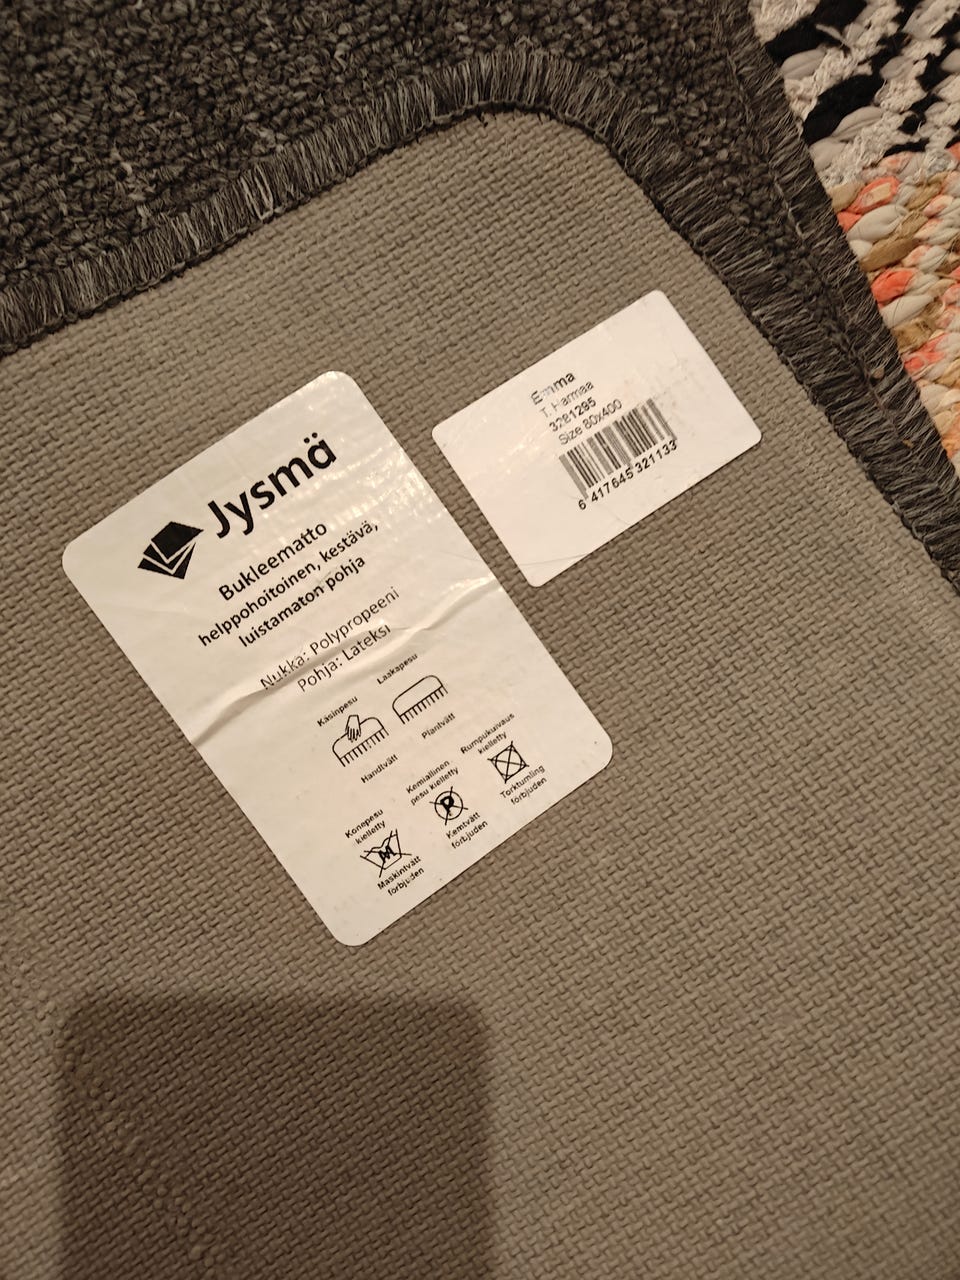 Jysmä
Bukleematto
helppohoitoinen, kestävä,
luistamaton pohja
Nukka: Polypropeeni
Pohja: Lateksi
Käsinpesu
Handtvätt
Laakapesu
Plantvätt
Konepesu
kielletty
M
Maskintvätt
förbjuden
Kemiallinen
pesu kielletty
P
Kemtvätt
förbjuden
Rumpukuivaus
kielletty
Torktumling
förbjuden
Emma
T. Harmaa
3281295
Size 80x400
6 417645 321133